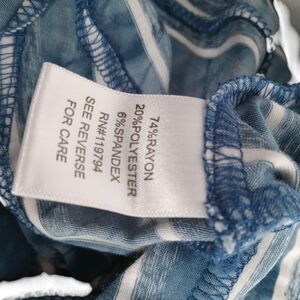 74%RAYON
20%POLYESTER
6%SPANDEX
RN#119794
SEE REVERSE
FOR CARE